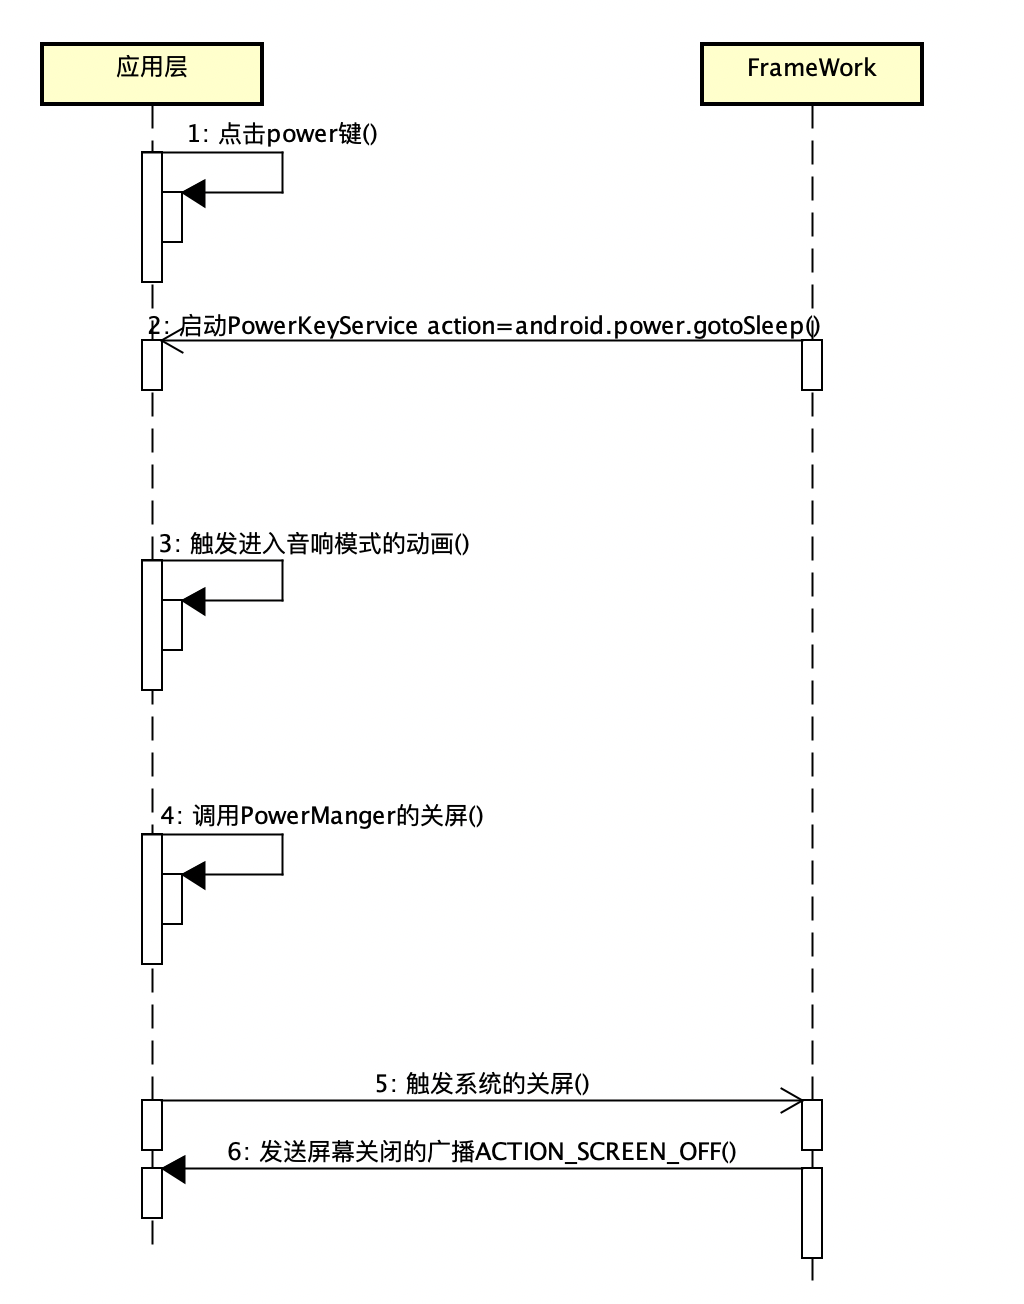 应用层
FrameWork
1: 点击power键()
2: 启动PowerKeyService action=android.power.gotoSleep()
3: 触发进入音响模式的动画()
4: 调用PowerManger的关屏()
5: 触发系统的关屏()
6: 发送屏幕关闭的广播ACTION_SCREEN_OFF()